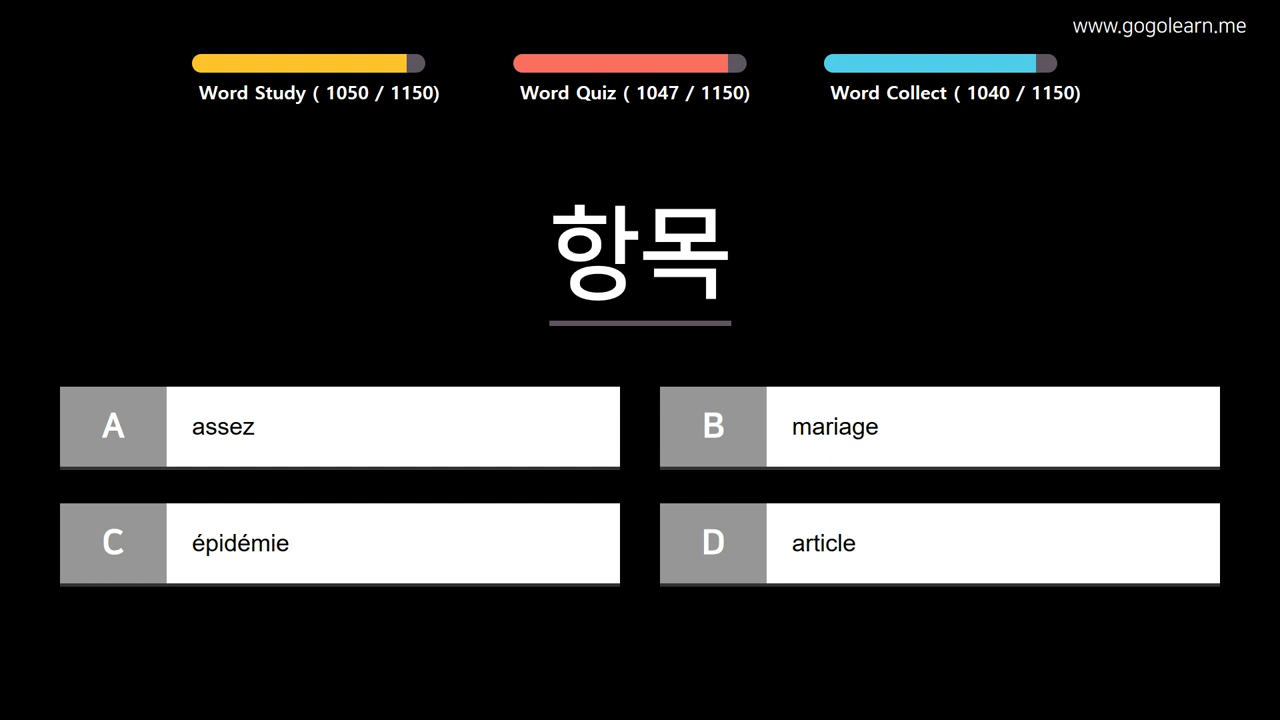 www.gogolearn.me
Word Study ( 1050 / 1150)
Word Quiz ( 1047 / 1150)
Word Collect ( 1040 / 1150)
항목
A assez
B mariage
C épidémie
D article